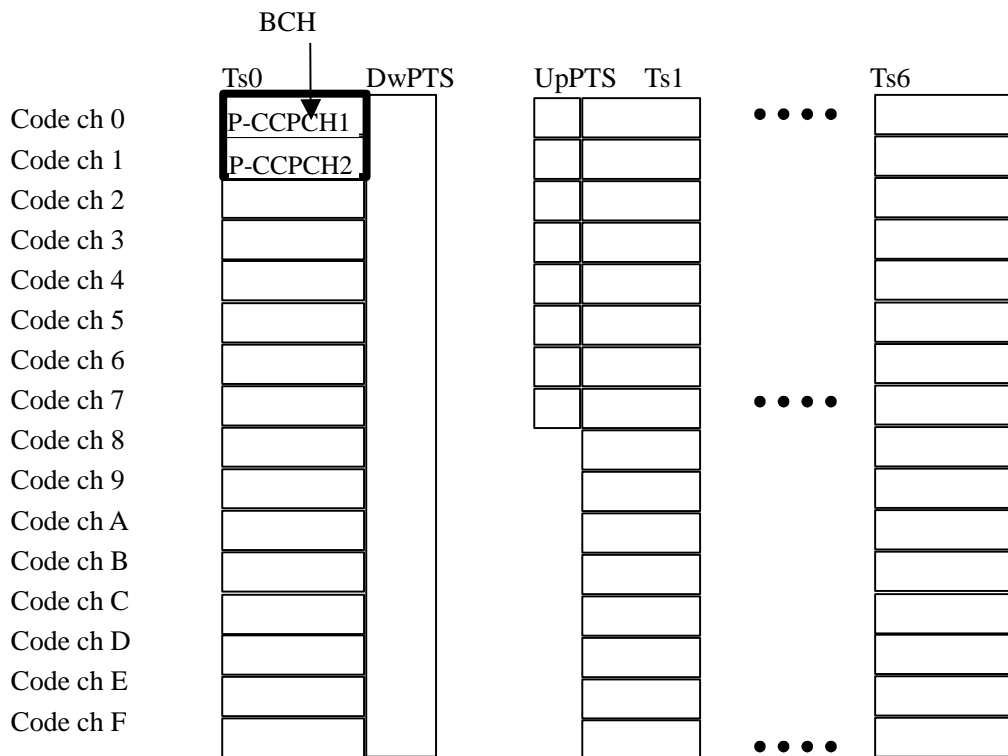 BCH
Ts0 DwPTS UpPTS Ts1 Ts6
Code ch 0 P-CCPCH1
Code ch 1 P-CCPCH2
Code ch 2
Code ch 3
Code ch 4
Code ch 5
Code ch 6
Code ch 7
Code ch 8
Code ch 9
Code ch A
Code ch B
Code ch C
Code ch D
Code ch E
Code ch F